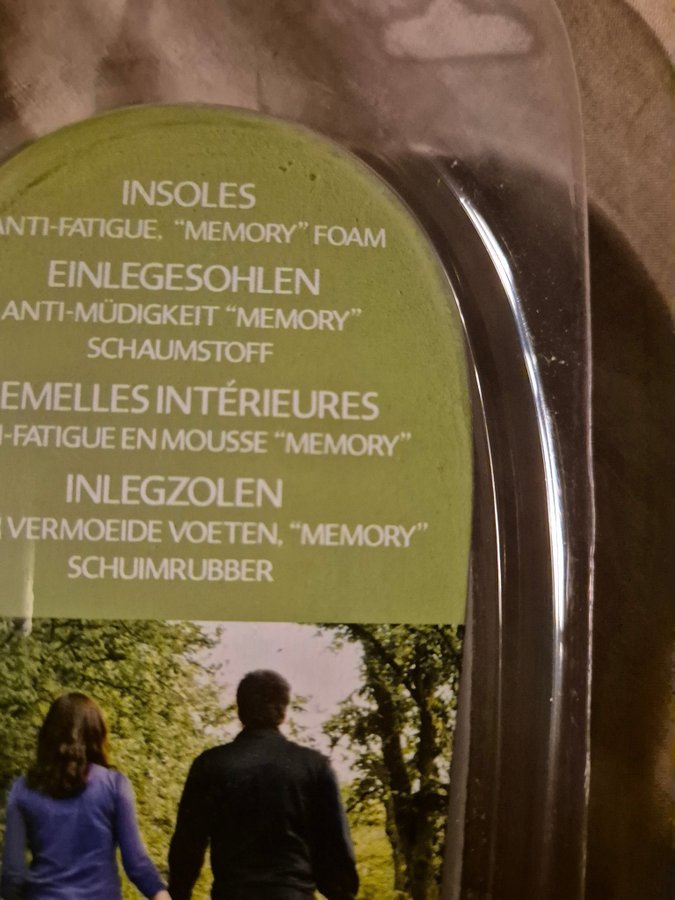 INSOLES
ANTI-FATIGUE, "MEMORY" FOAM
EINLEGESOHLEN
ANTI-MÜDIGKEIT "MEMORY"
SCHAUMSTOFF
EMELLES INTÉRIEURES
I-FATIGUE EN MOUSSE "MEMORY"
INLEGZOLEN
VERMOEIDE VOETEN, "MEMORY"
SCHUIMRUBBER